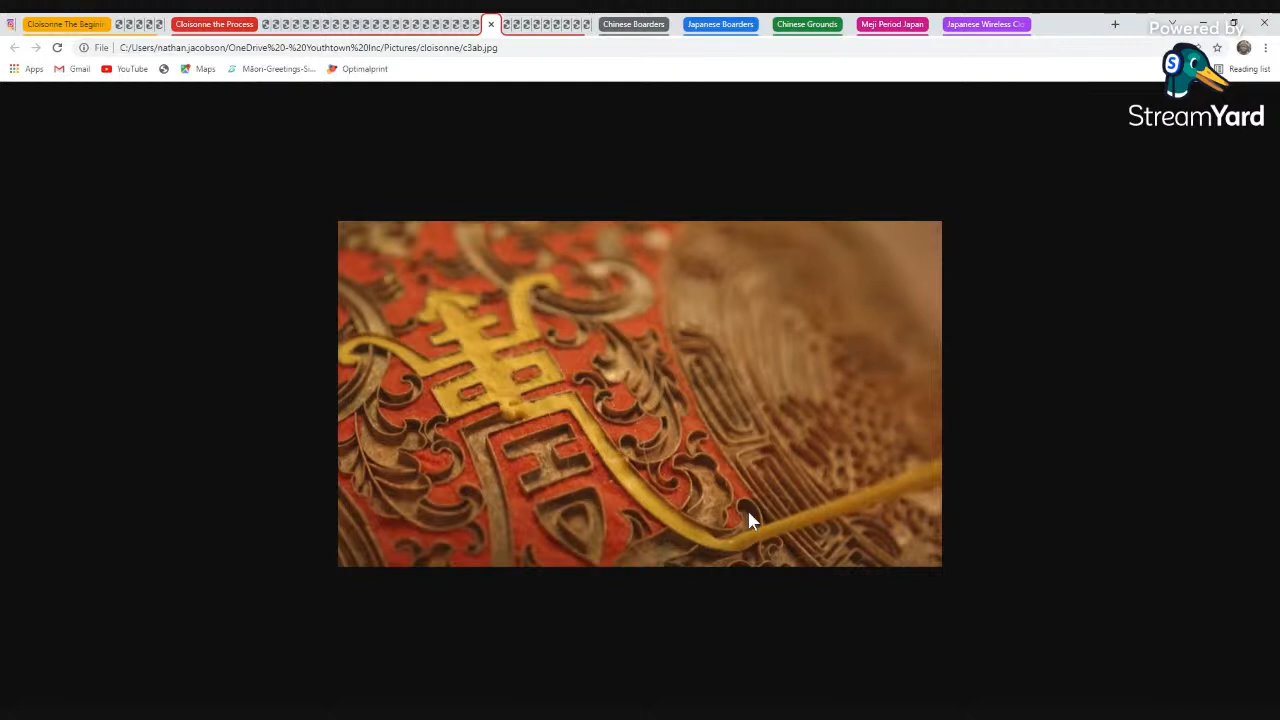 Cloisonne The Beginni
Cloisonne the Process
Chinese Boarders
Japanese Boarders
Chinese Grounds
Meji Period Japan
Japanese Wireless Clo
Powered by
File
C:/Users/nathan.jacobson/OneDrive%20-%20Youthtown%20Inc/Pictures/cloisonne/c3ab.jpg
Apps
Gmail
YouTube
Maps
Māori-Greetings-Si...
Optimalprint
Reading list
S
StreamYard